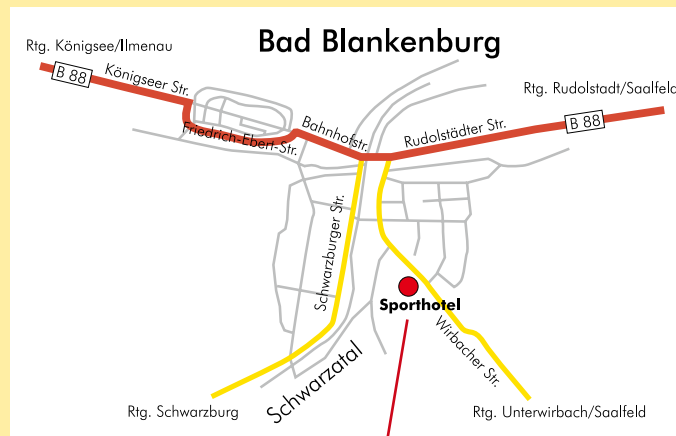 Bad Blankenburg
Rtg. Königsee/Ilmenau
B 88
Königseer Str.
Rtg. Rudolstadt/Saalfeld
B 88
Friedrich-Ebert-Str.
Bahnhofstr.
Rudolstädter Str.
Schwarzburger Str.
Sporthotel
Wirbacher Str.
Schwarzatal
Rtg. Schwarzburg
Rtg. Unterwirbach/Saalfeld